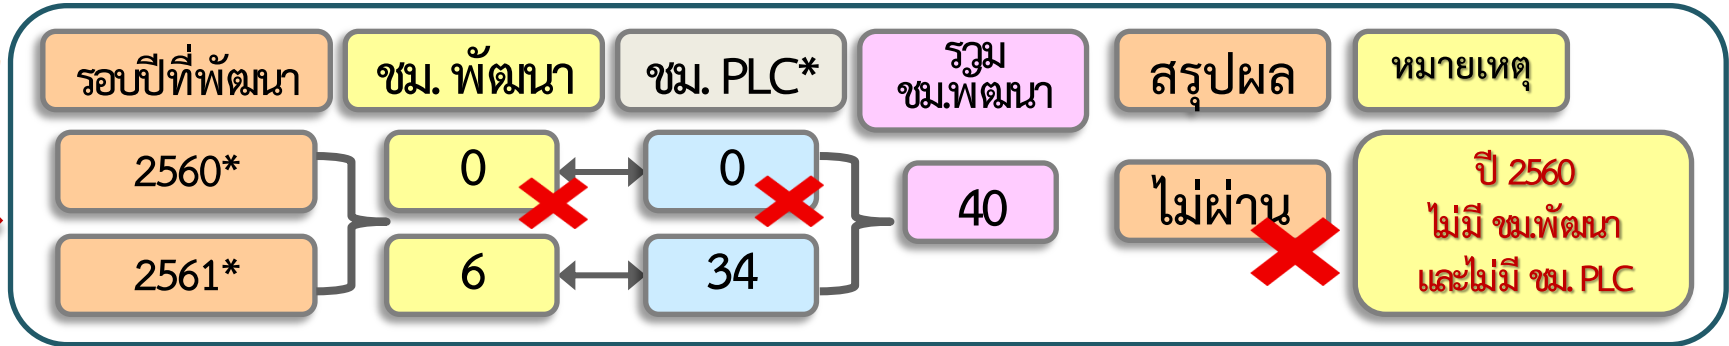 รอบปีที่พัฒนา
ชม. พัฒนา
ชม. PLC*
รวม
ชม.พัฒนา
สรุปผล
หมายเหตุ
2560*
0
0
2561*
6
34
40
ไม่ผ่าน
ปี 2560
ไม่มี ชม.พัฒนา
และไม่มี ชม. PLC